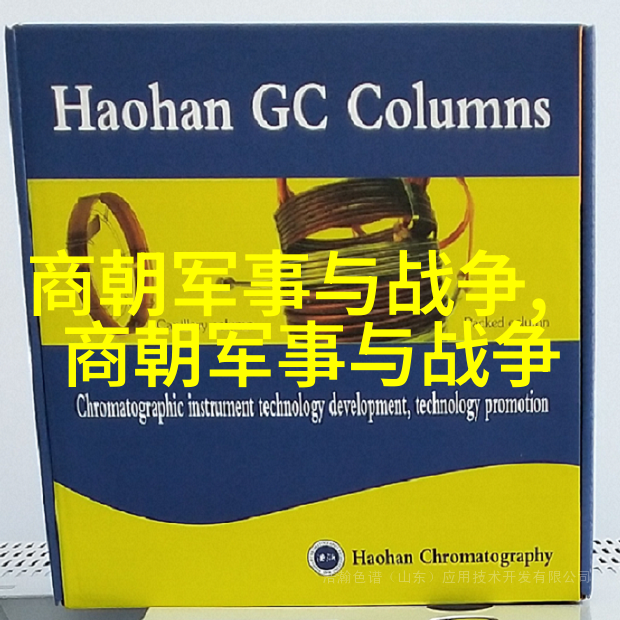 Haohan GC Columns
商朝军事与战争,
商朝军事与战争
Packed column
Chromatographic instrument technology development, technology promotion
Haohan Chromatography
浩瀚色谱（山东）应用技术开发有限公司